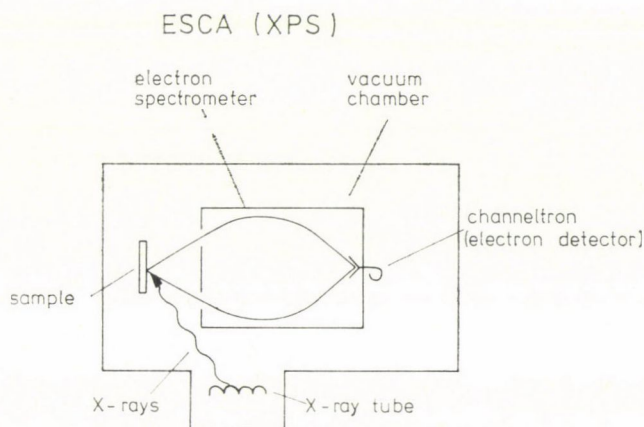 ESCA (XPS)
electron
spectrometer
vacuum
chamber
channeltron
(electron detector)
sample
X-rays
X-ray tube